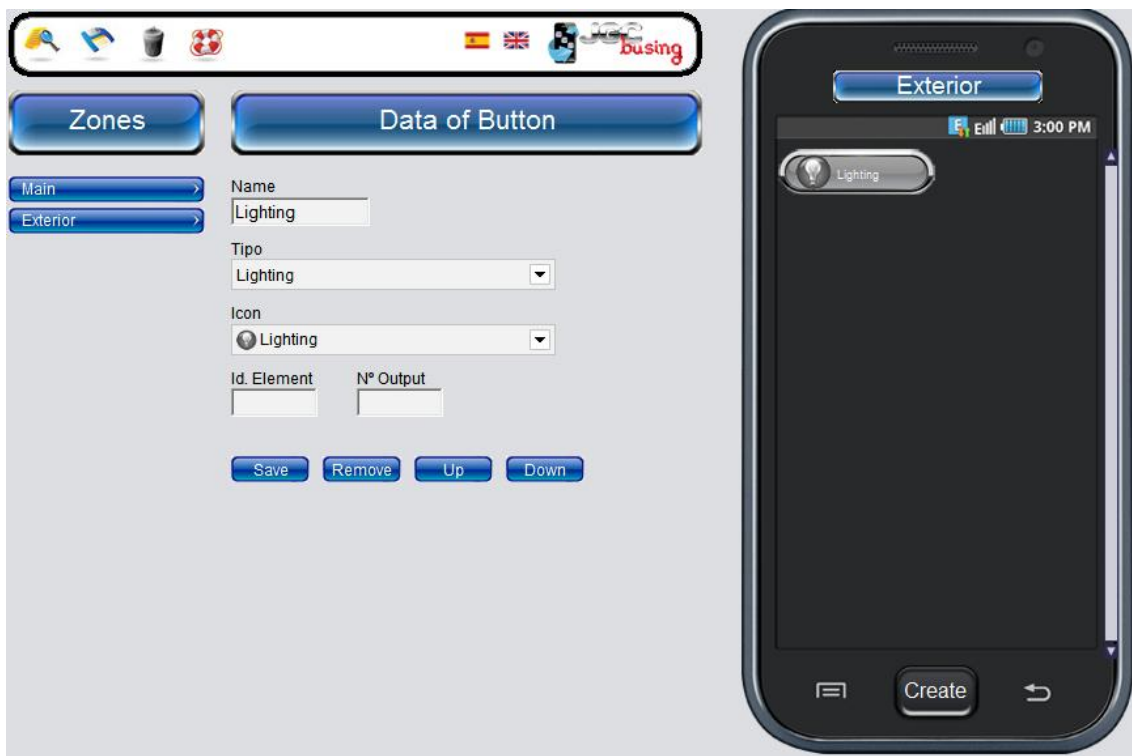 JGC
busing
Zones
Data of Button
Main
Exterior
Name
Lighting
Tipo
Lighting
Icon
Lighting
Id. Element Nº Output
Save Remove Up Down
Exterior
E 3:00 PM
Lighting
Create